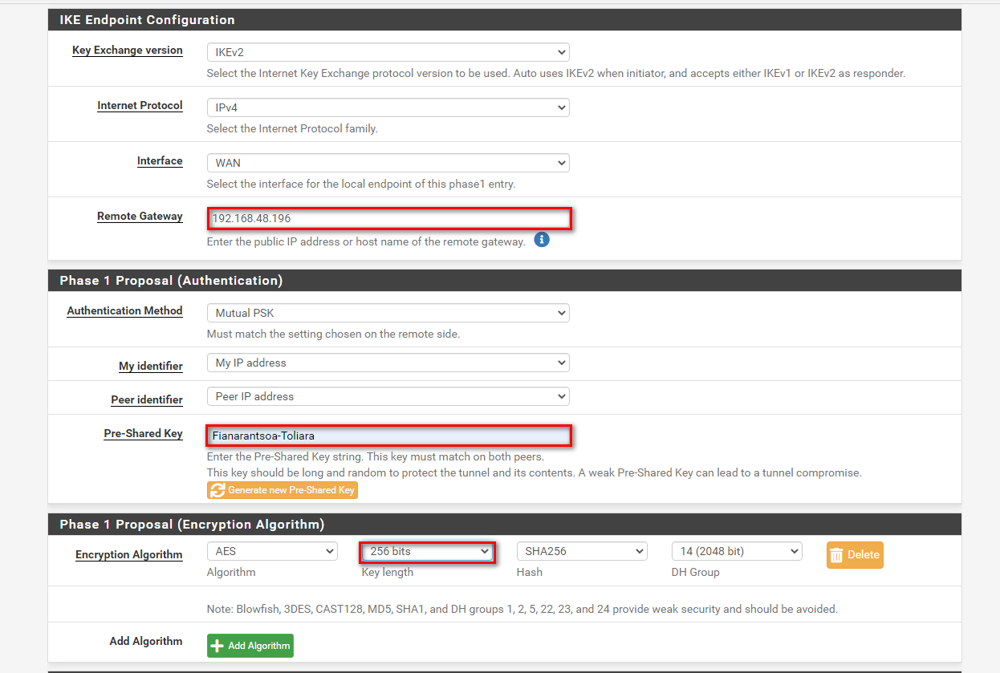 IKE Endpoint Configuration
Key Exchange version
IKEv2
Select the Internet Key Exchange protocol version to be used. Auto uses IKEv2 when initiator, and accepts either IKEv1 or IKEv2 as responder.
Internet Protocol
IPv4
Select the Internet Protocol family.
Interface
WAN
Select the interface for the local endpoint of this phase1 entry.
Remote Gateway
192.168.48.196
Enter the public IP address or host name of the remote gateway.
Phase 1 Proposal (Authentication)
Authentication Method
Mutual PSK
Must match the setting chosen on the remote side.
My identifier
My IP address
Peer identifier
Peer IP address
Pre-Shared Key
Fianarantsoa-Toliara
Enter the Pre-Shared Key string. This key must match on both peers.
This key should be long and random to protect the tunnel and its contents. A weak Pre-Shared Key can lead to a tunnel compromise.
Generate new Pre-Shared Key
Phase 1 Proposal (Encryption Algorithm)
Encryption Algorithm
AES 256 bits SHA256 14 (2048 bit) Delete
Algorithm Key length Hash DH Group
Note: Blowfish, 3DES, CAST128, MD5, SHA1, and DH groups 1, 2, 5, 22, 23, and 24 provide weak security and should be avoided.
Add Algorithm
Add Algorithm